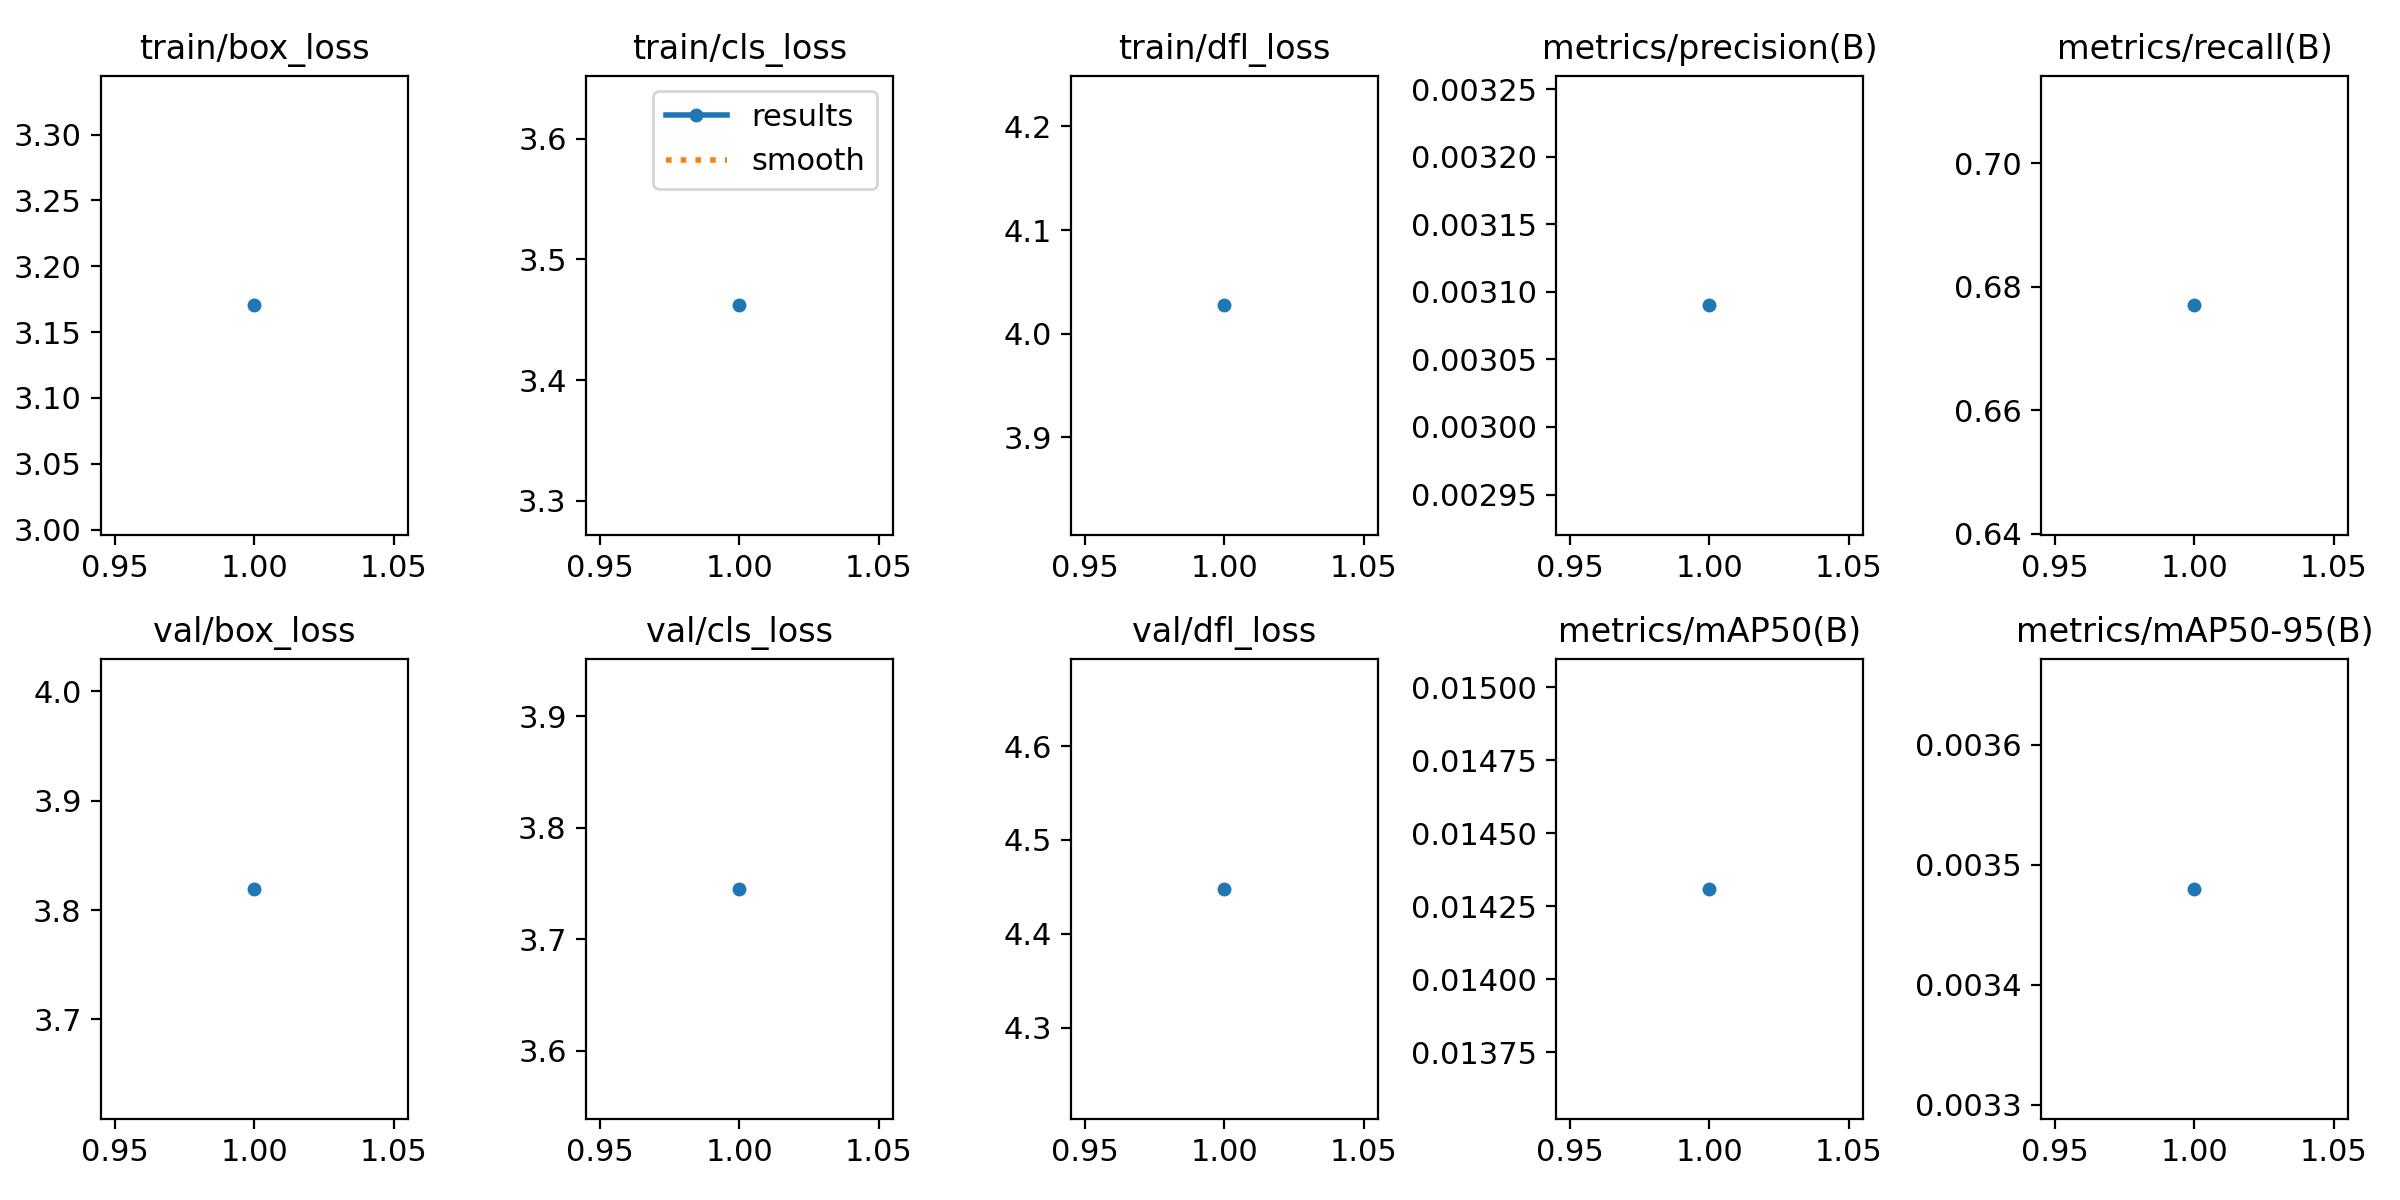 train/box_loss
3.30
3.25
3.20
3.15
3.10
3.05
3.00
0.95 1.00 1.05
train/cls_loss
results
smooth
3.6
3.5
3.4
3.3
0.95 1.00 1.05
train/dfl_loss
4.2
4.1
4.0
3.9
0.95 1.00 1.05
metrics/precision(B)
0.00325
0.00320
0.00315
0.00310
0.00305
0.00300
0.00295
0.95 1.00 1.05
metrics/recall(B)
0.70
0.68
0.66
0.64
0.95 1.00 1.05
val/box_loss
4.0
3.9
3.8
3.7
0.95 1.00 1.05
val/cls_loss
3.9
3.8
3.7
3.6
0.95 1.00 1.05
val/dfl_loss
4.6
4.5
4.4
4.3
0.95 1.00 1.05
metrics/mAP50(B)
0.01500
0.01475
0.01450
0.01425
0.01400
0.01375
0.95 1.00 1.05
metrics/mAP50-95(B)
0.0036
0.0035
0.0034
0.0033
0.95 1.00 1.05